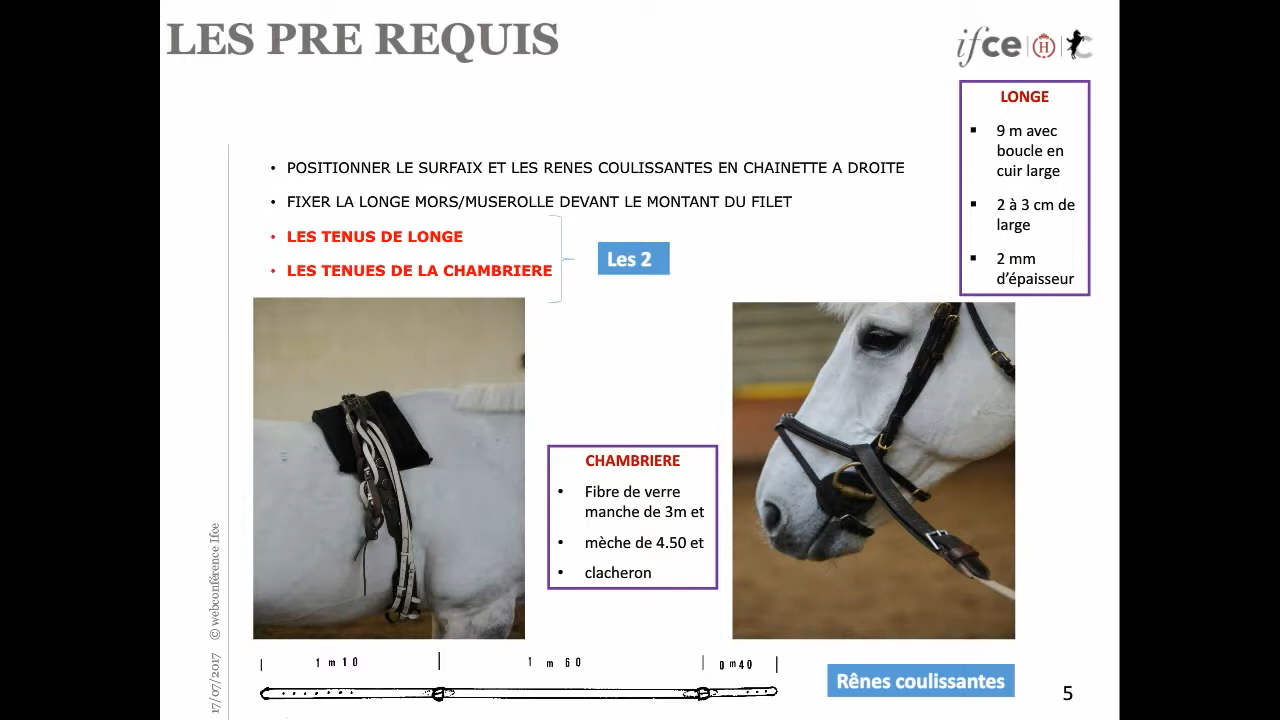 LES PRE REQUIS
ifce
H
LONGE
▪ 9 m avec
boucle en
cuir large
▪ 2 à 3 cm de
large
▪ 2 mm
d'épaisseur
• POSITIONNER LE SURFAIX ET LES RENES COULISSANTES EN CHAINETTE A DROITE
• FIXER LA LONGE MORS/MUSEROLLE DEVANT LE MONTANT DU FILET
• LES TENUS DE LONGE
• LES TENUES DE LA CHAMBRIERE
Les 2
CHAMBRIERE
• Fibre de verre
manche de 3m et
• mèche de 4.50 et
• clacheron
1 m 10
1 m 60
0 m 40
Rênes coulissantes
5
17/07/2017 © webconférence Ifce